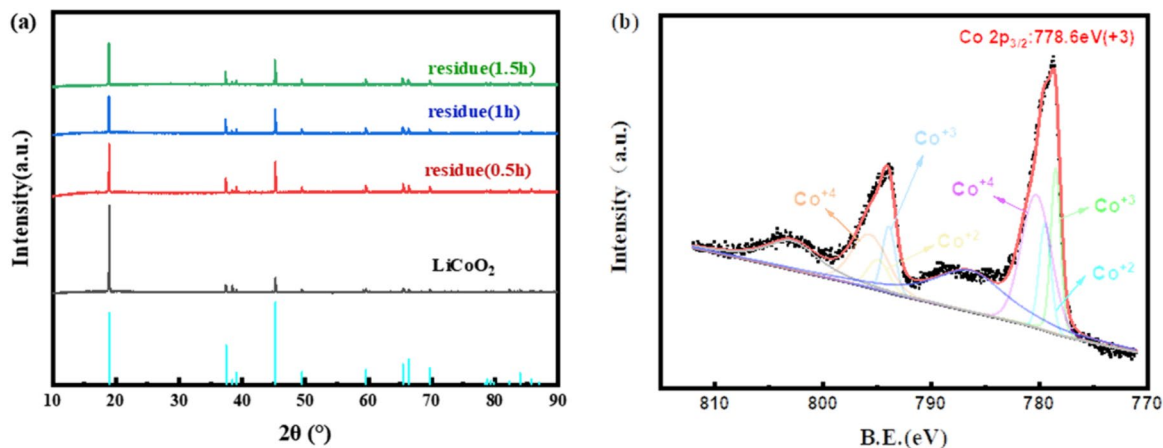 (a)
residue(1.5h)
residue(1h)
residue(0.5h)
LiCoO₂
Intensity(a.u.)
10 20 30 40 50 60 70 80 90
2θ (°)
(b)
Co 2p₃/₂:778.6eV(+3)
Co⁺³
Co⁺⁴
Co⁺⁴
Co⁺³
Co⁺²
Co⁺²
Intensity (a.u.)
810 800 790 780 770
B.E.(eV)